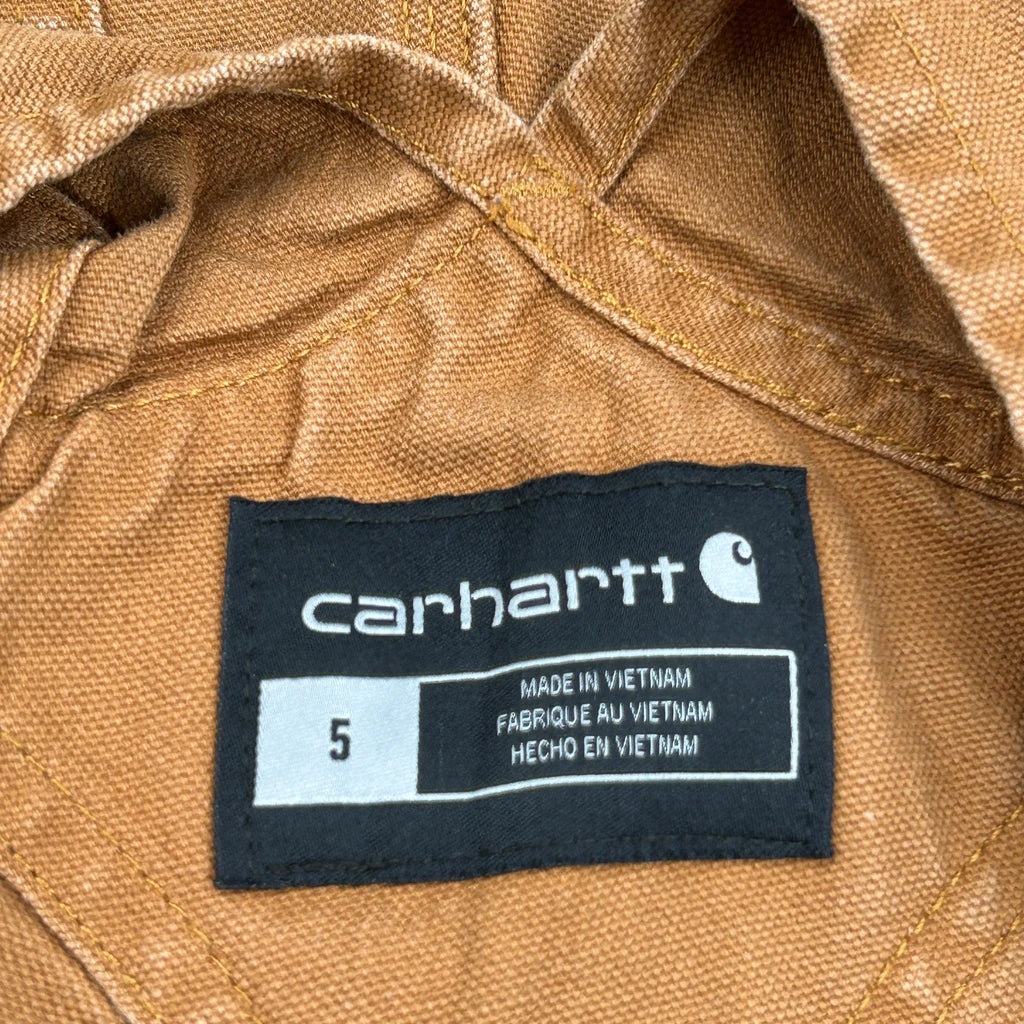 carhartt
5
MADE IN VIETNAM
FABRIQUE AU VIETNAM
HECHO EN VIETNAM